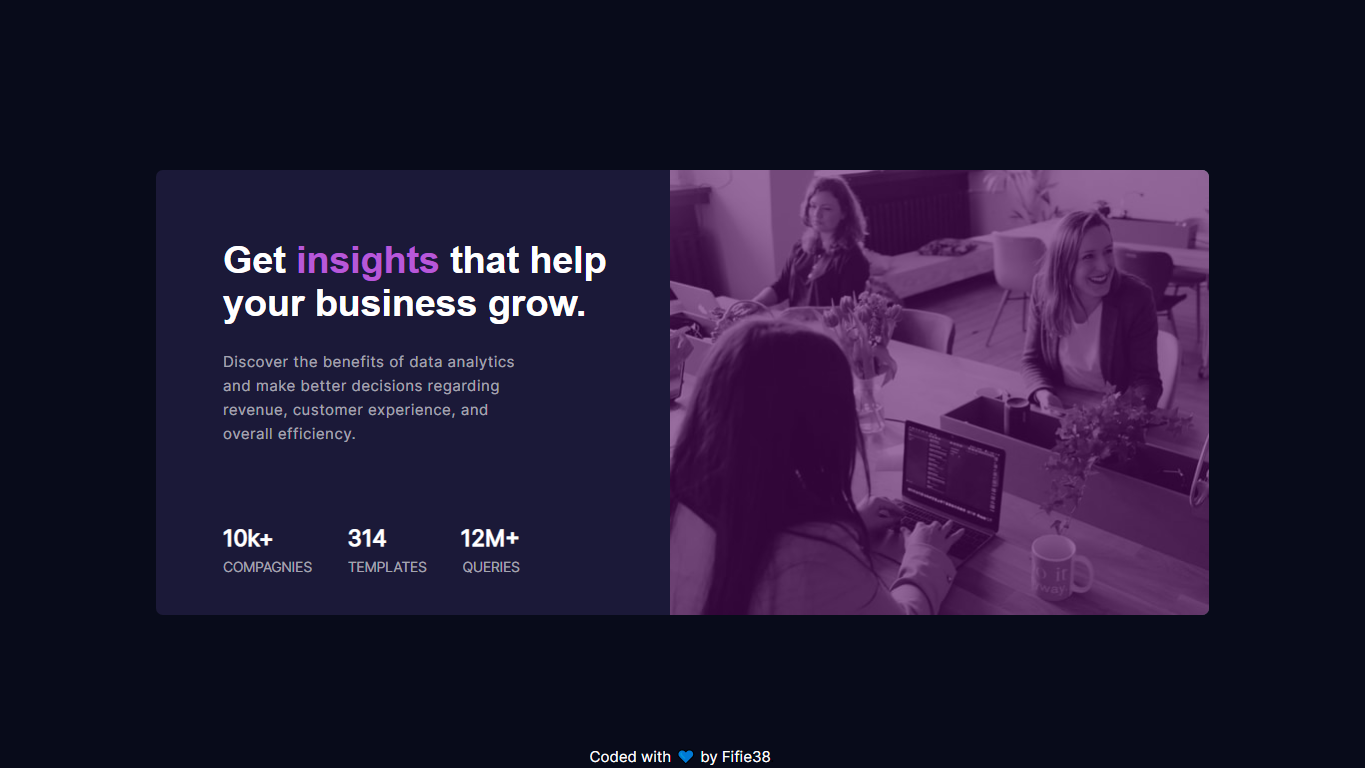 Get insights that help
your business grow.
Discover the benefits of data analytics
and make better decisions regarding
revenue, customer experience, and
overall efficiency.
10k+ 314 12M+
COMPAGNIES TEMPLATES QUERIES
Coded with 💙 by Fifie38